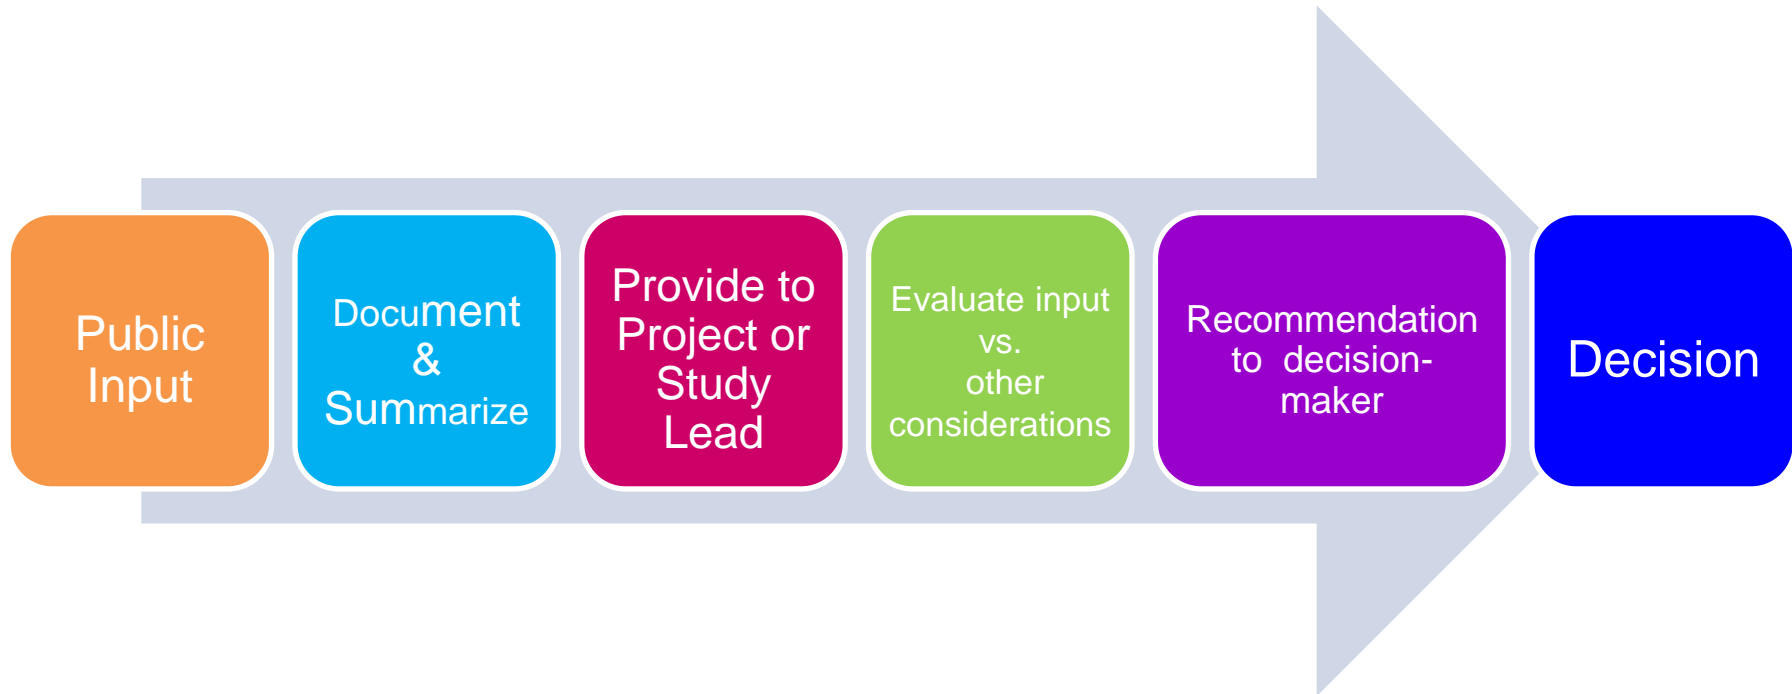 Public
Input
Document
&
Summarize
Provide to
Project or
Study
Lead
Evaluate input
vs.
other
considerations
Recommendation
to decision-
maker
Decision